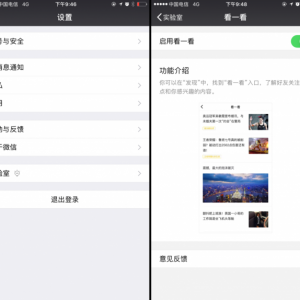 中国电信 4G
下午9:46
设置
号与安全
消息通知
私
用
助与反馈
于微信
验室
退出登录
中国电信 4G
下午9:48
实验室
看一看
启用看一看
功能介绍
你可以在“发现”中，找到“看一看”入口，了解好友关注
点和你感兴趣的内容。
看一看
意见反馈